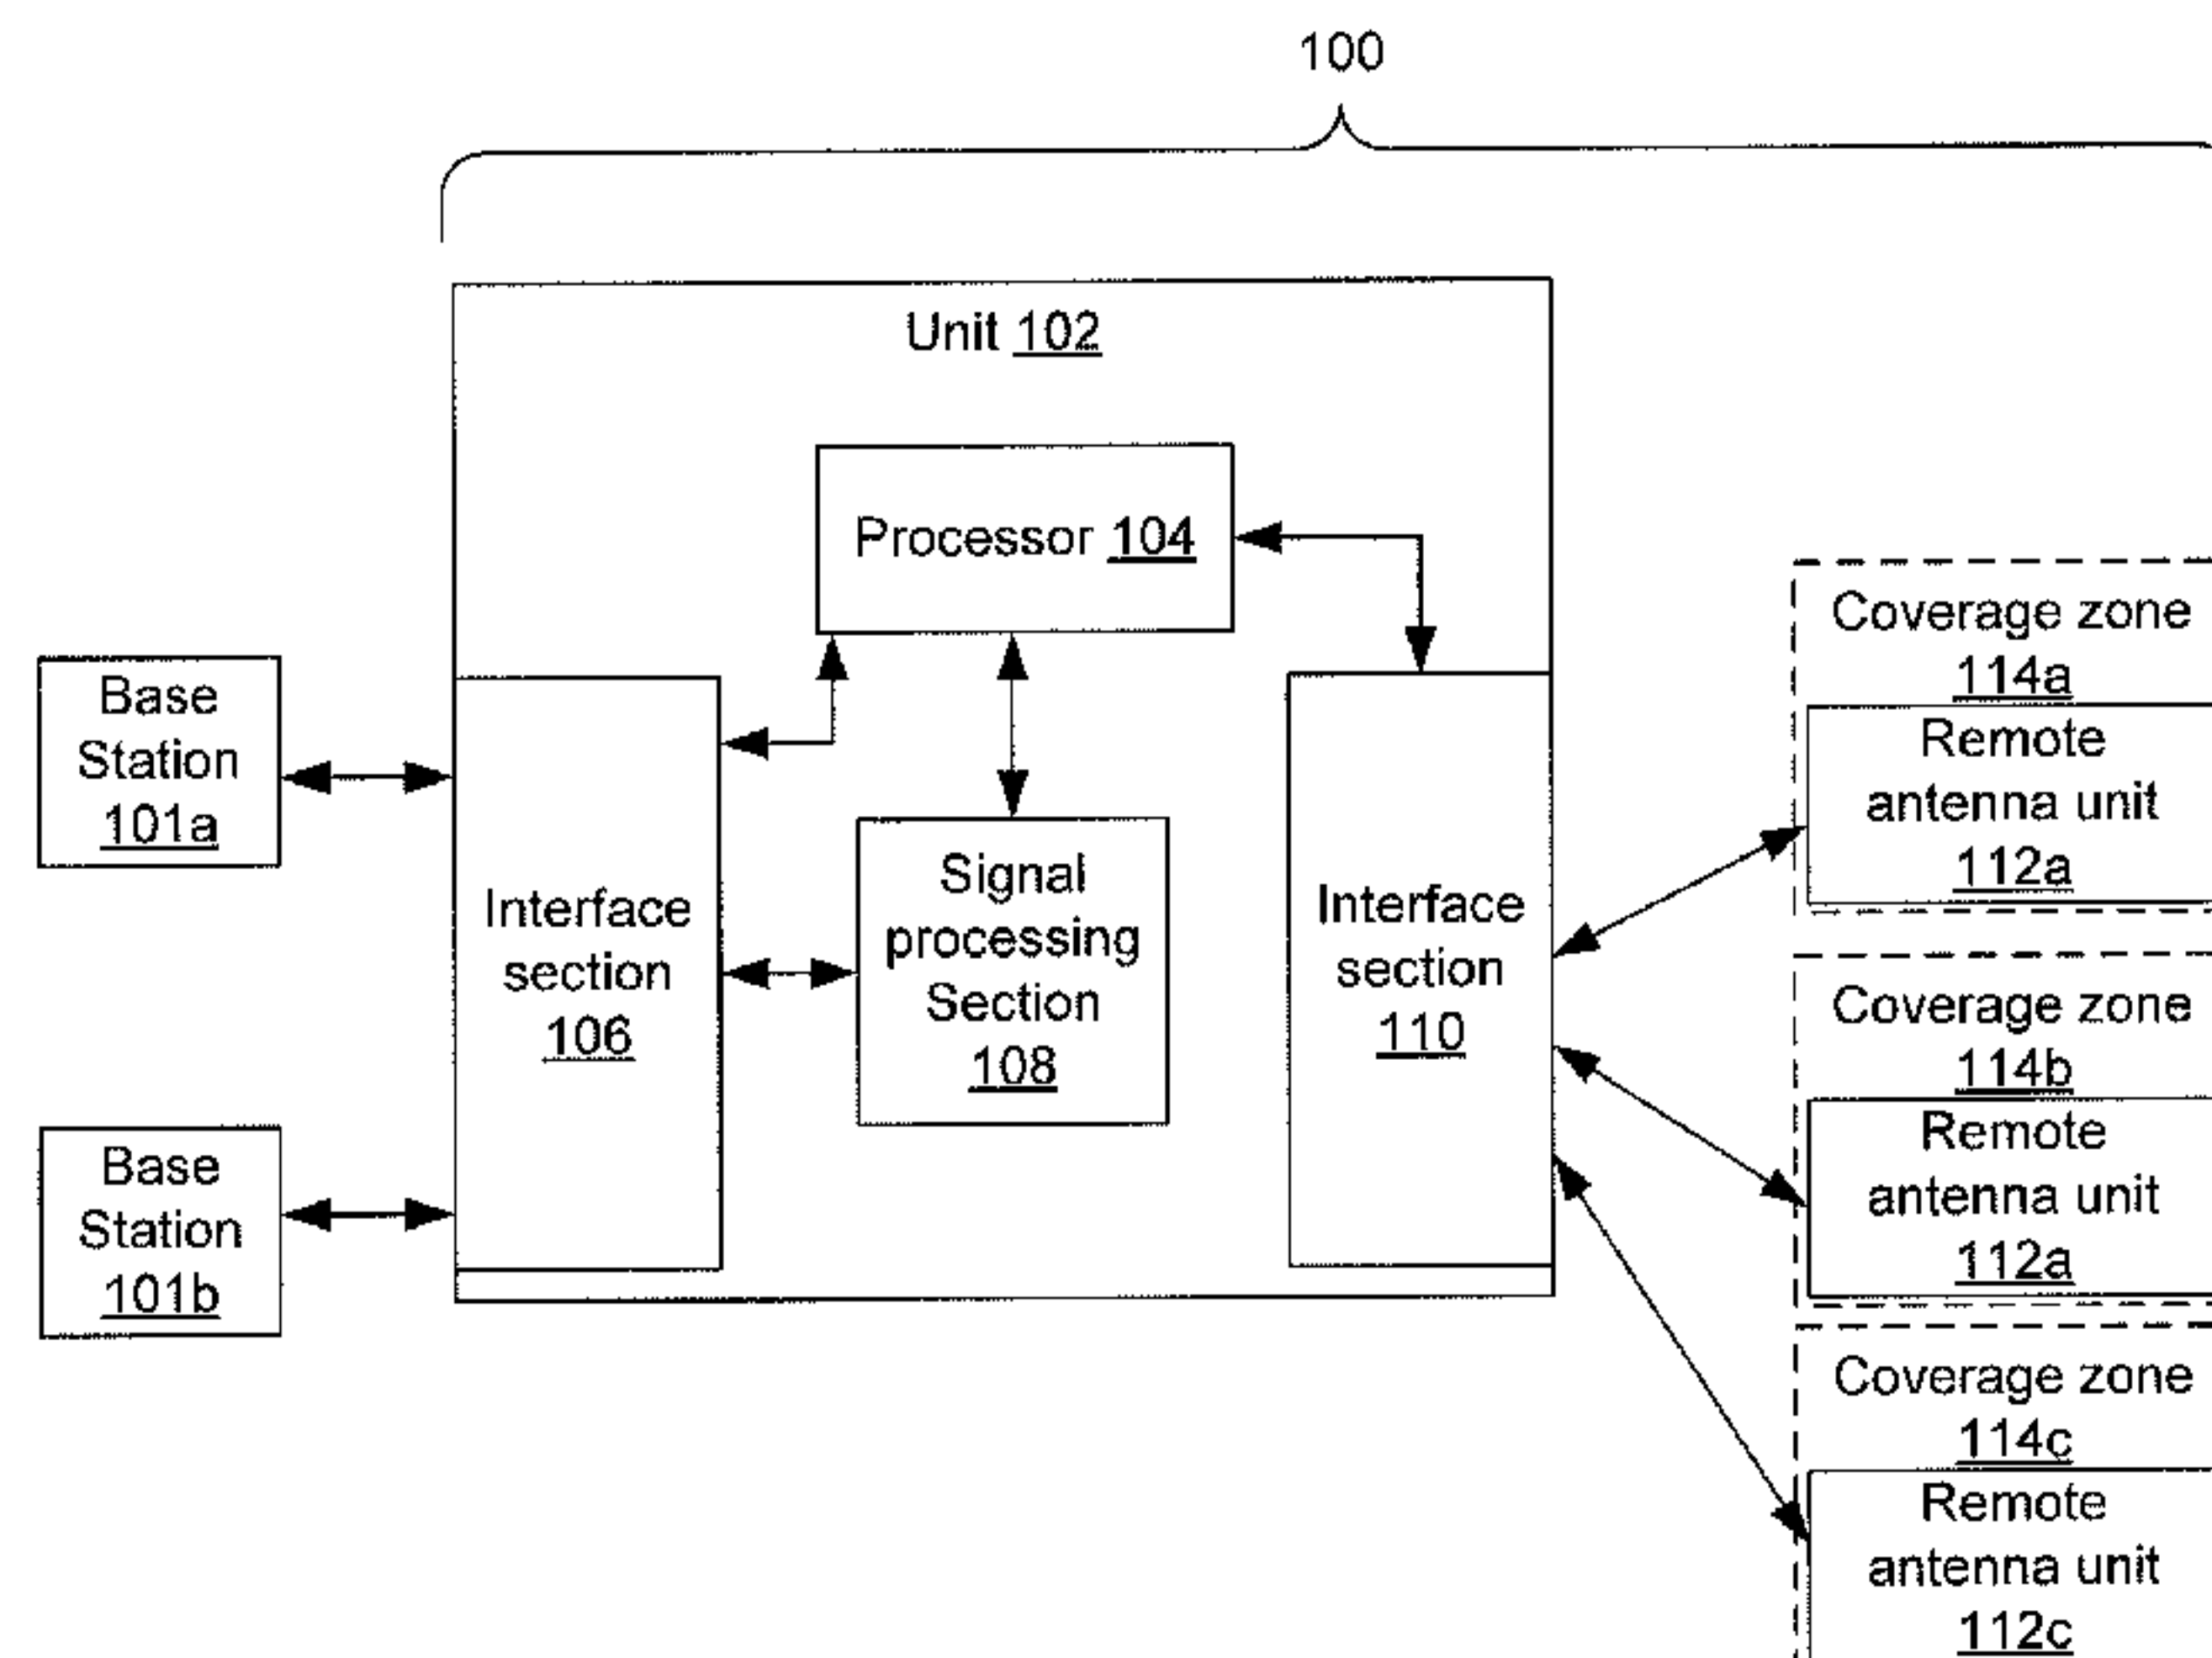 100
Unit 102
Processor 104
Base
Station
101a
Base
Station
101b
Interface
section
106
Signal
processing
Section
108
Interface
section
110
Coverage zone
114a
Remote
antenna unit
112a
Coverage zone
114b
Remote
antenna unit
112a
Coverage zone
114c
Remote
antenna unit
112c